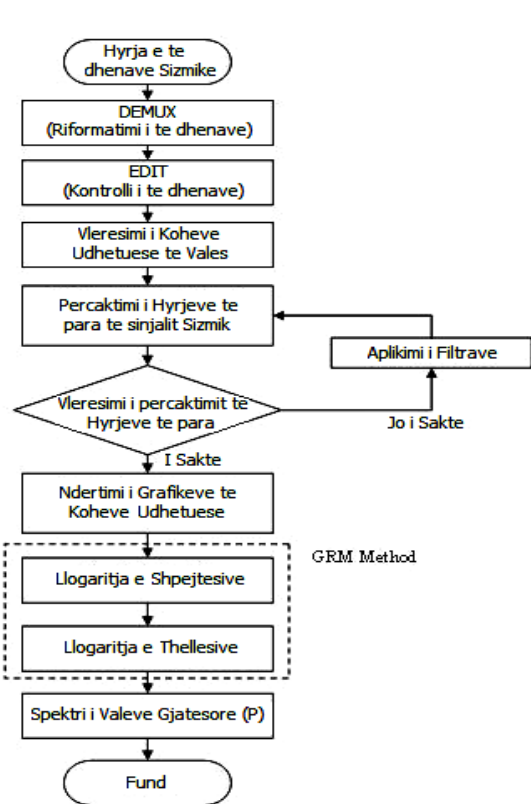 Hyrja e te
dhenave Sizmike
DEMUX
(Riformatimi i te dhenave)
EDIT
(Kontrolli i te dhenave)
Vleresimi i Koheve
Udhetuese te Vales
Percaktimi i Hyrjeve te
para te sinjalit Sizmik
Aplikimi i Filtrave
Vleresimi i percaktimit te
Hyrjeve te para
Jo i Sakte
I Sakte
Ndertimi i Grafikeve te
Koheve Udhetuese
GRM Method
Llogaritja e Shpejtesive
Llogaritja e Thellesive
Spektri i Valeve Gjatesore (P)
Fund